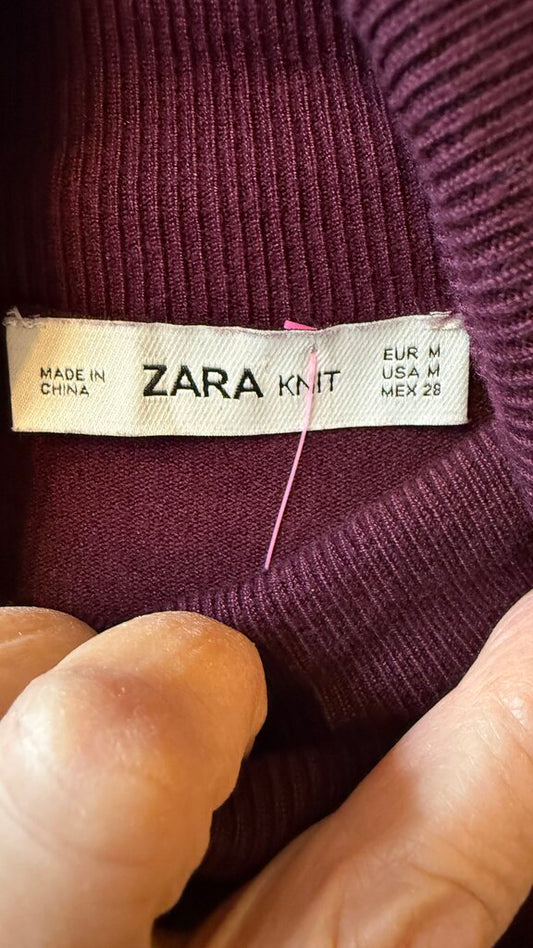 MADE IN
CHINA
ZARA KNIT
EUR M
USA M
MEX 28